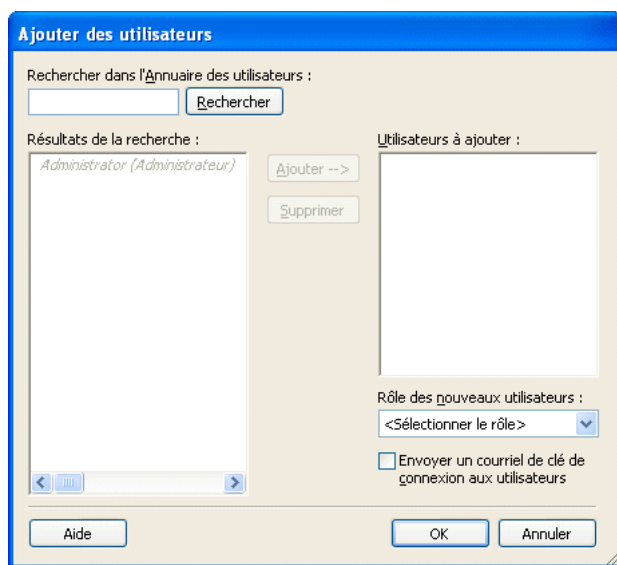 Ajouter des utilisateurs
Rechercher dans l'Annuaire des utilisateurs :
Rechercher
Résultats de la recherche :
Utilisateurs à ajouter :
Administrator (Administrateur)
Ajouter -->
Supprimer
Rôle des nouveaux utilisateurs :
<Sélectionner le rôle>
Envoyer un courriel de clé de
connexion aux utilisateurs
Aide
OK
Annuler